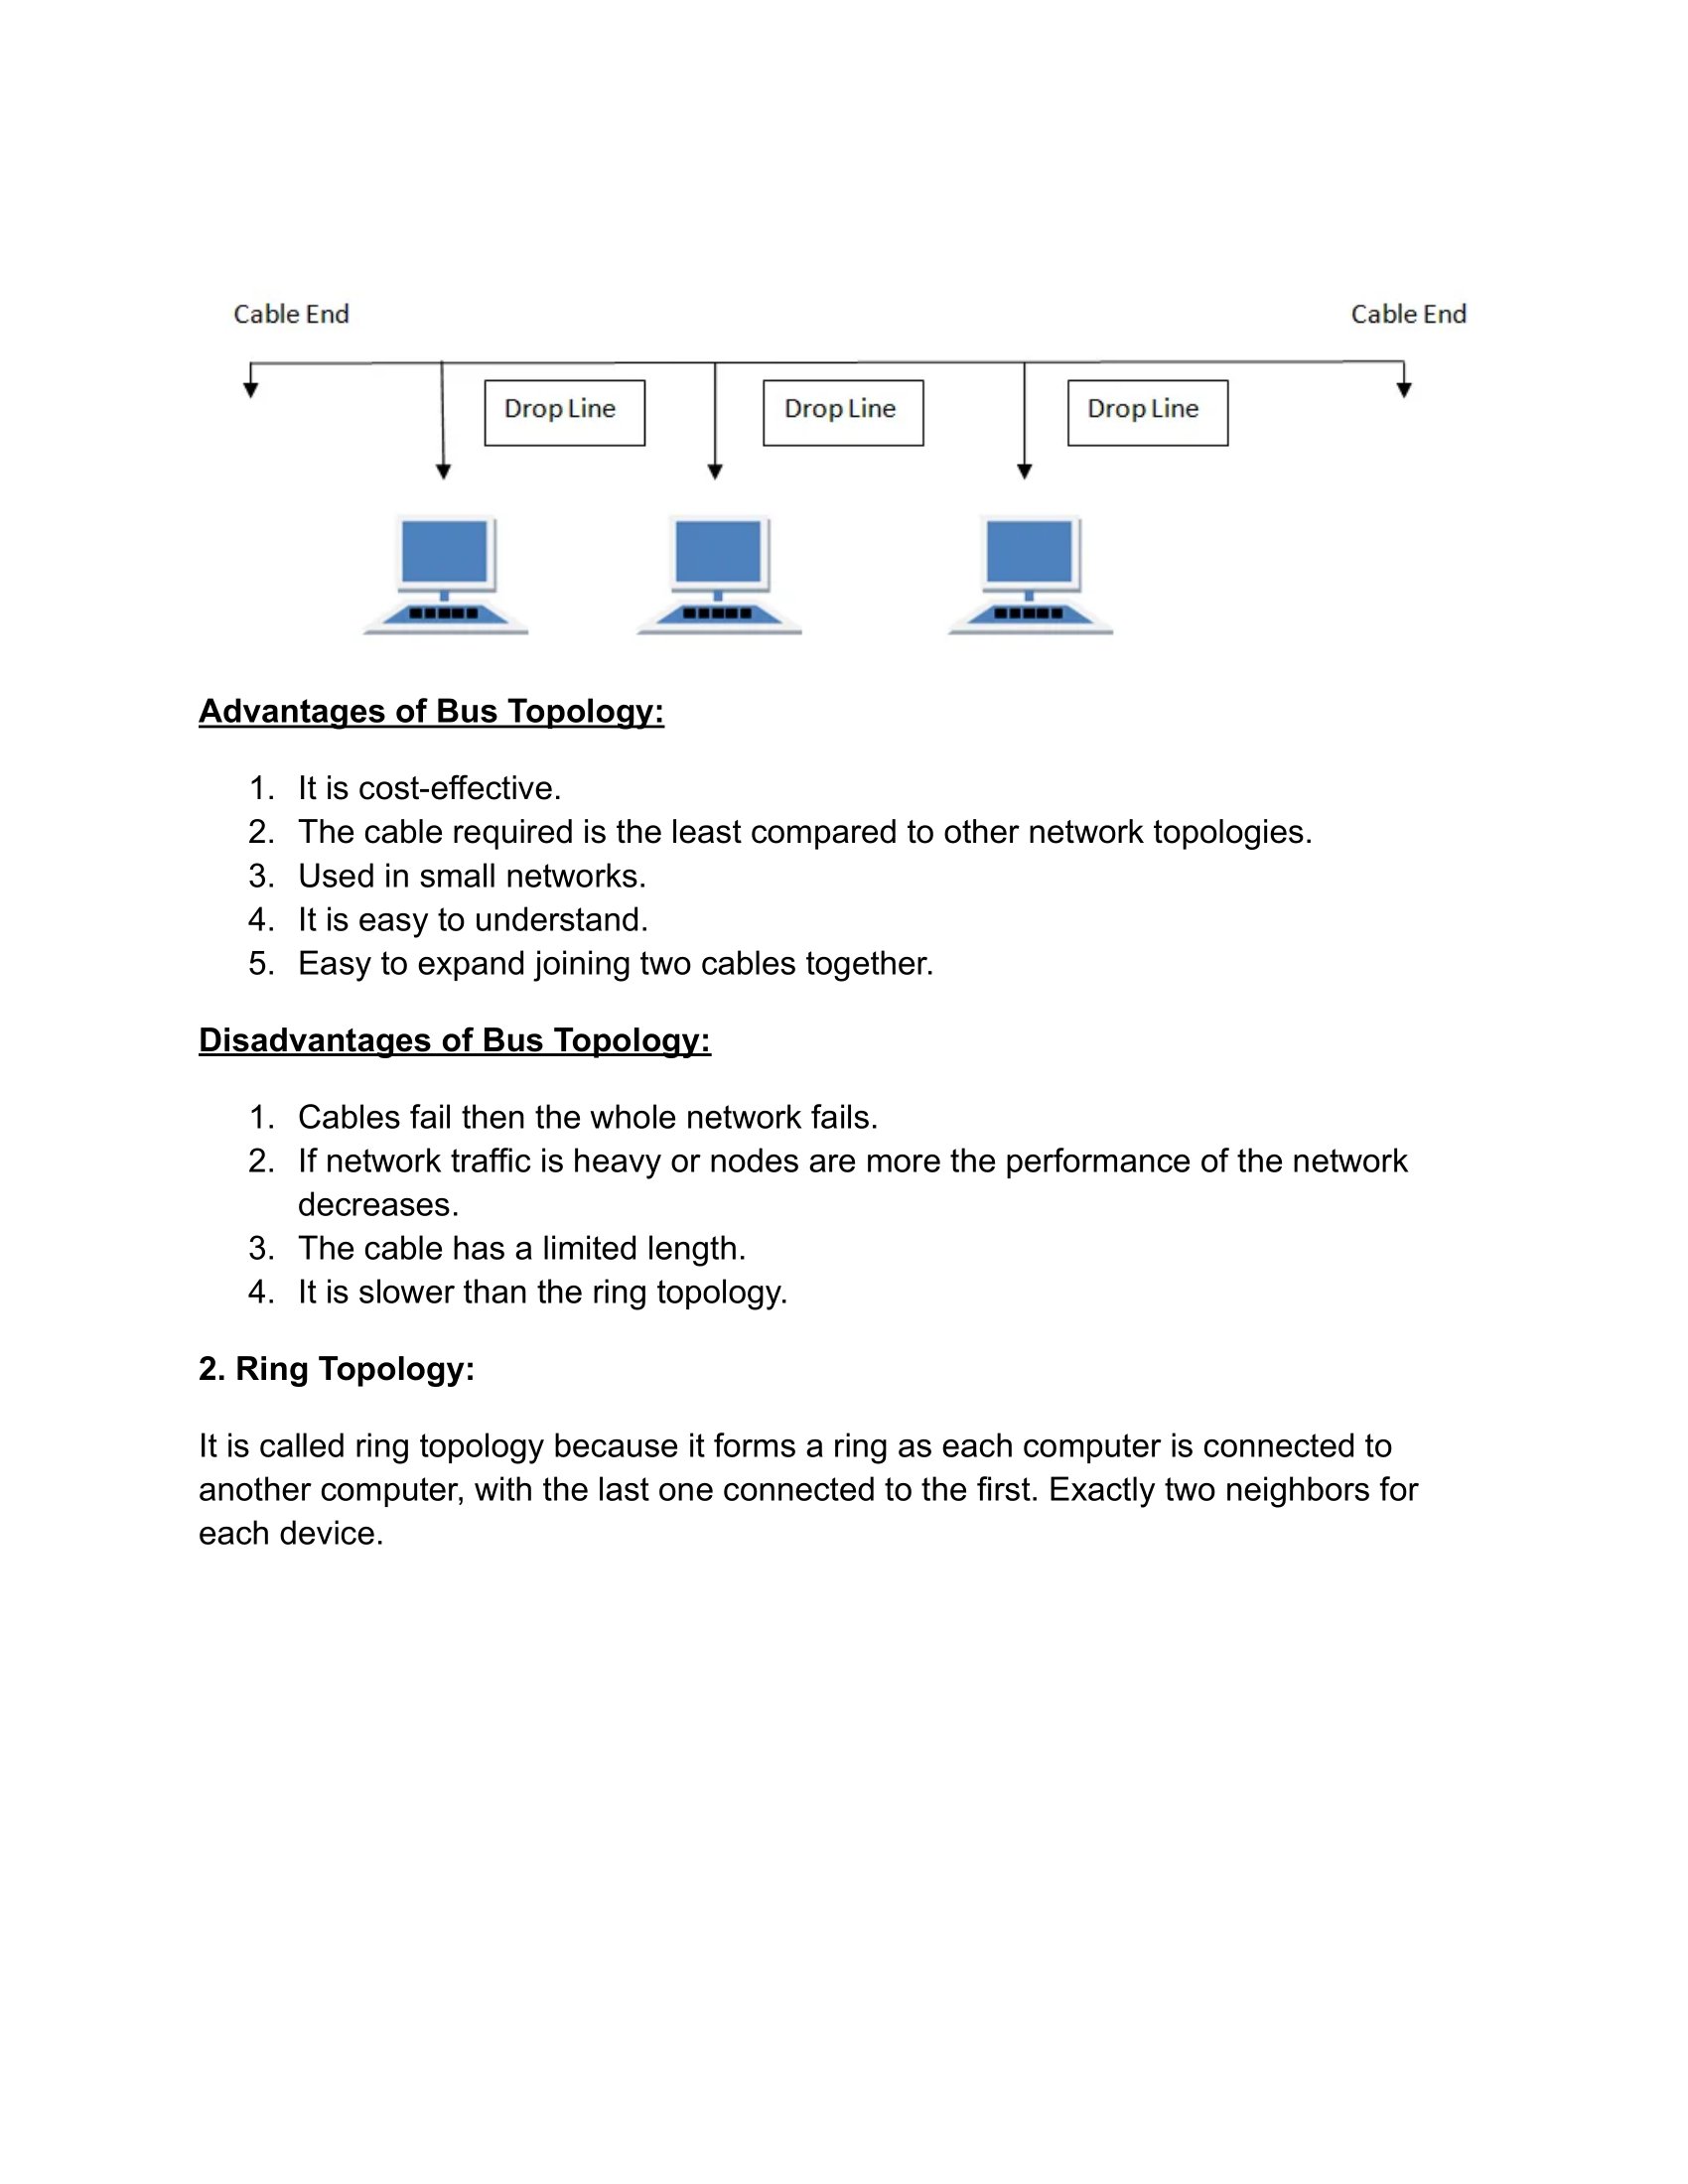 Cable End
Cable End
Drop Line
Drop Line
Drop Line
Advantages of Bus Topology:
1. It is cost-effective.
2. The cable required is the least compared to other network topologies.
3. Used in small networks.
4. It is easy to understand.
5. Easy to expand joining two cables together.
Disadvantages of Bus Topology:
1. Cables fail then the whole network fails.
2. If network traffic is heavy or nodes are more the performance of the network
decreases.
3. The cable has a limited length.
4. It is slower than the ring topology.
2. Ring Topology:
It is called ring topology because it forms a ring as each computer is connected to
another computer, with the last one connected to the first. Exactly two neighbors for
each device.